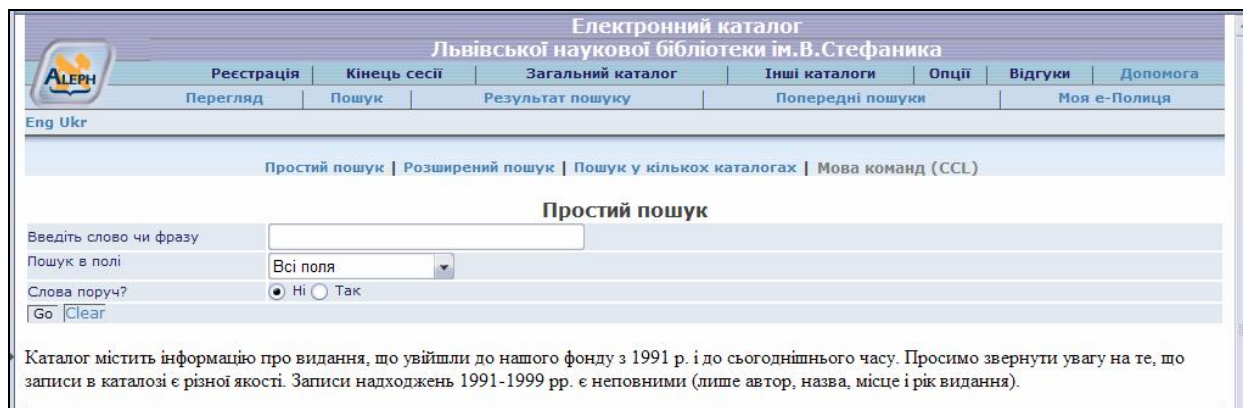 Електронний каталог
Львівської наукової бібліотеки ім.В.Стефаника
ALEPH
Реєстрація | Кінець сесії | Загальний каталог | Інші каталоги | Опції | Відгуки | Допомога
Перегляд | Пошук | Результат пошуку | Попередні пошуки | Моя е-Полиця
Eng Ukr
Простий пошук | Розширений пошук | Пошук у кількох каталогах | Мова команд (CCL)
Простий пошук
Введіть слово чи фразу
Пошук в полі Всі поля
Слова поруч? Ні Так
Go Clear
Каталог містить інформацію про видання, що увійшли до нашого фонду з 1991 р. і до сьогоднішнього часу. Просимо звернути увагу на те, що
записи в каталозі є різної якості. Записи надходжень 1991-1999 рр. є неповними (лише автор, назва, місце і рік видання).